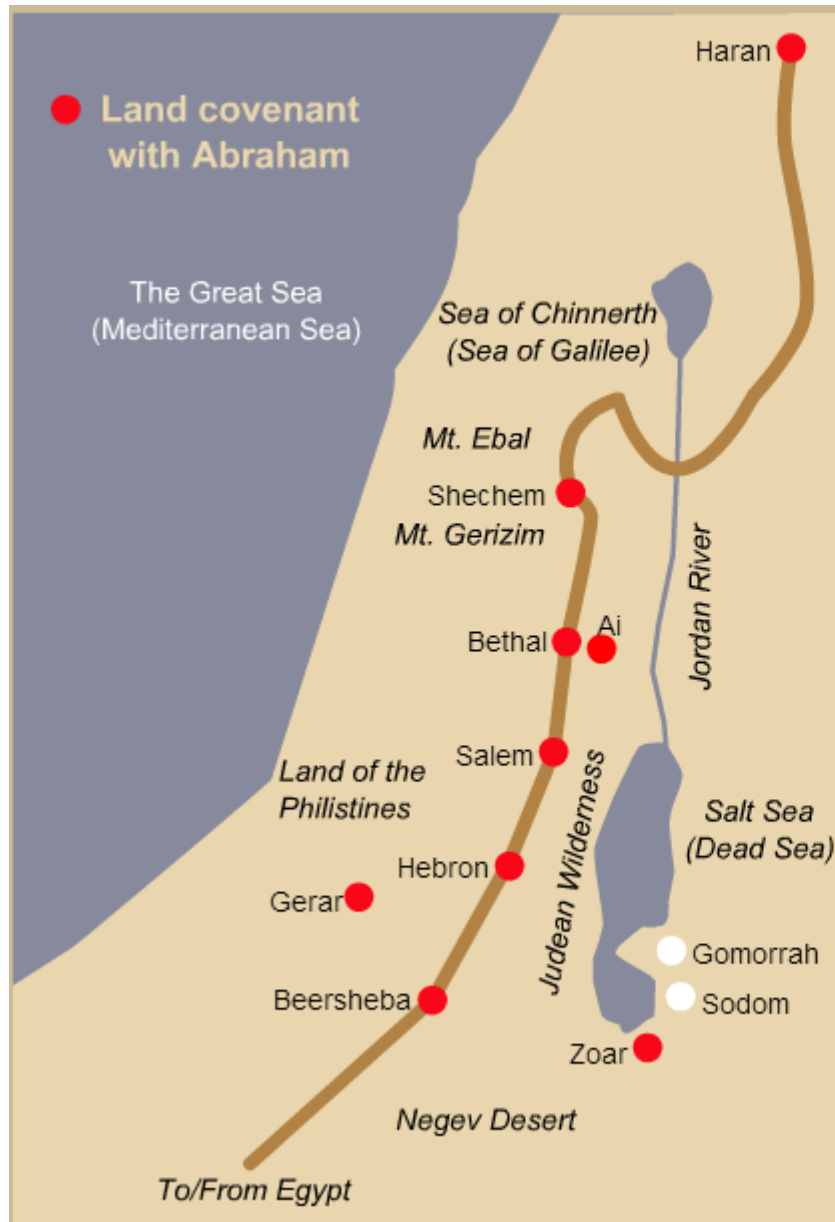 Haran
Land covenant
with Abraham
The Great Sea
(Mediterranean Sea)
Sea of Chinnerth
(Sea of Galilee)
Mt. Ebal
Shechem
Mt. Gerizim
Jordan River
Bethal
Ai
Salem
Land of the
Philistines
Judean Wilderness
Salt Sea
(Dead Sea)
Hebron
Gerar
Gomorrah
Beersheba
Sodom
Zoar
Negev Desert
To/From Egypt